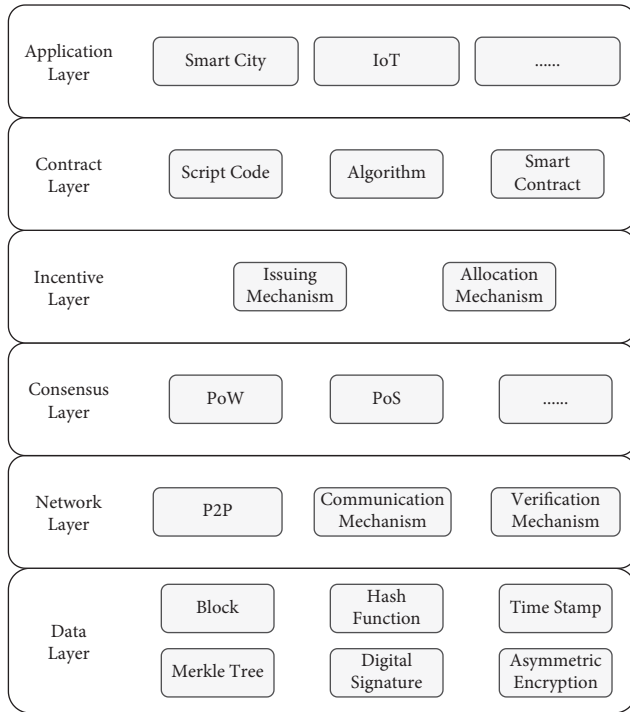 Application
Layer
Smart City
IoT
......
Contract
Layer
Script Code
Algorithm
Smart
Contract
Incentive
Layer
Issuing
Mechanism
Allocation
Mechanism
Consensus
Layer
PoW
PoS
......
Network
Layer
P2P
Communication
Mechanism
Verification
Mechanism
Data
Layer
Block
Hash
Function
Time Stamp
Merkle Tree
Digital
Signature
Asymmetric
Encryption